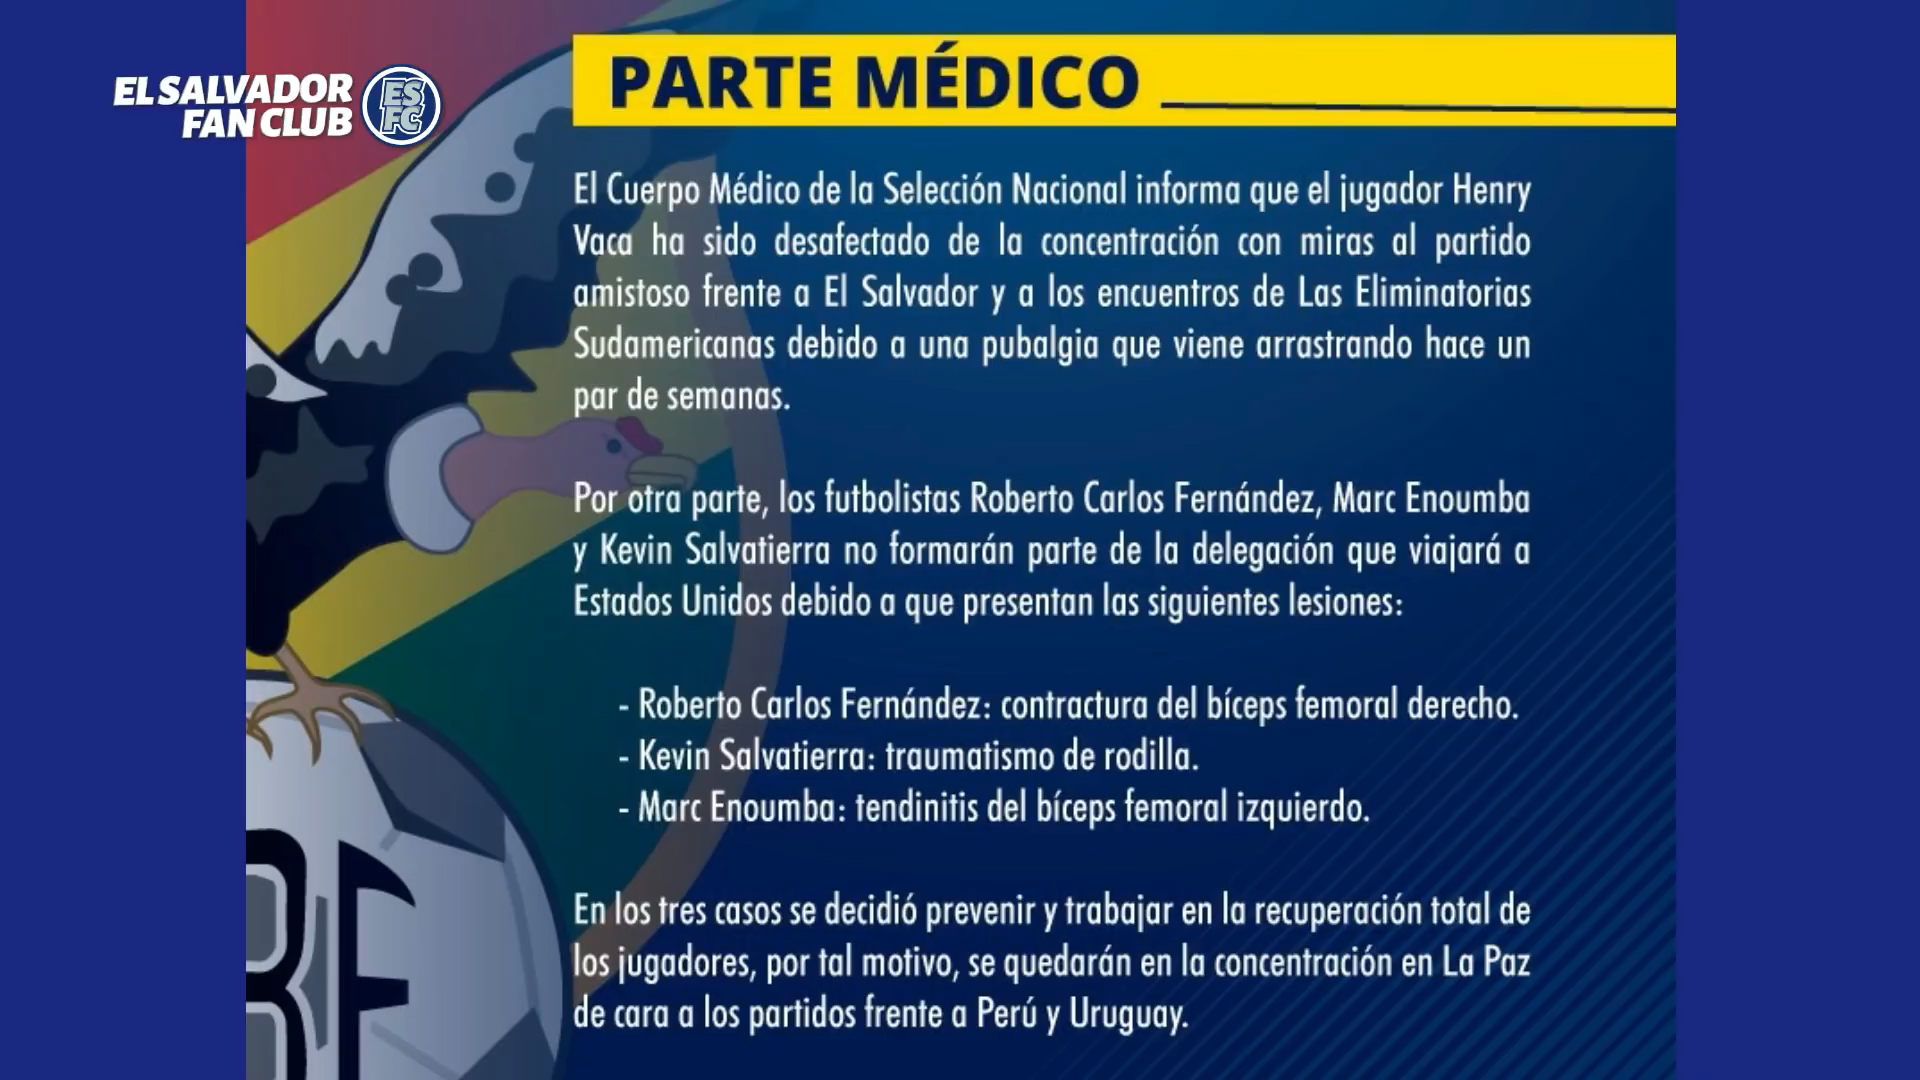 EL SALVADOR
FAN CLUB
ES
FC
PARTE MÉDICO
El Cuerpo Médico de la Selección Nacional informa que el jugador Henry
Vaca ha sido desafectado de la concentración con miras al partido
amistoso frente a El Salvador y a los encuentros de Las Eliminatorias
Sudamericanas debido a una pubalgia que viene arrastrando hace un
par de semanas.
Por otra parte, los futbolistas Roberto Carlos Fernández, Marc Enoumba
y Kevin Salvatierra no formarán parte de la delegación que viajará a
Estados Unidos debido a que presentan las siguientes lesiones:
- Roberto Carlos Fernández: contractura del bíceps femoral derecho.
- Kevin Salvatierra: traumatismo de rodilla.
- Marc Enoumba: tendinitis del bíceps femoral izquierdo.
En los tres casos se decidió prevenir y trabajar en la recuperación total de
los jugadores, por tal motivo, se quedarán en la concentración en La Paz
de cara a los partidos frente a Perú y Uruguay.
BF